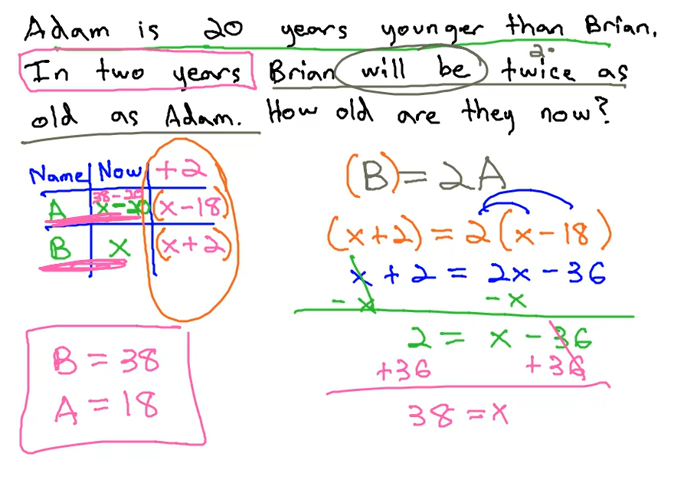 Adam is 20 years younger than Brian.
In two years Brian will be twice as
old as Adam. How old are they now?
Name Now +2
38-20
A x-20 (x-18)
B x (x+2)
B = 38
A = 18
(B) = 2A
(x+2) = 2(x-18)
x + 2 = 2x - 36
-x -x
2 = x - 36
+36 +36
38 = x